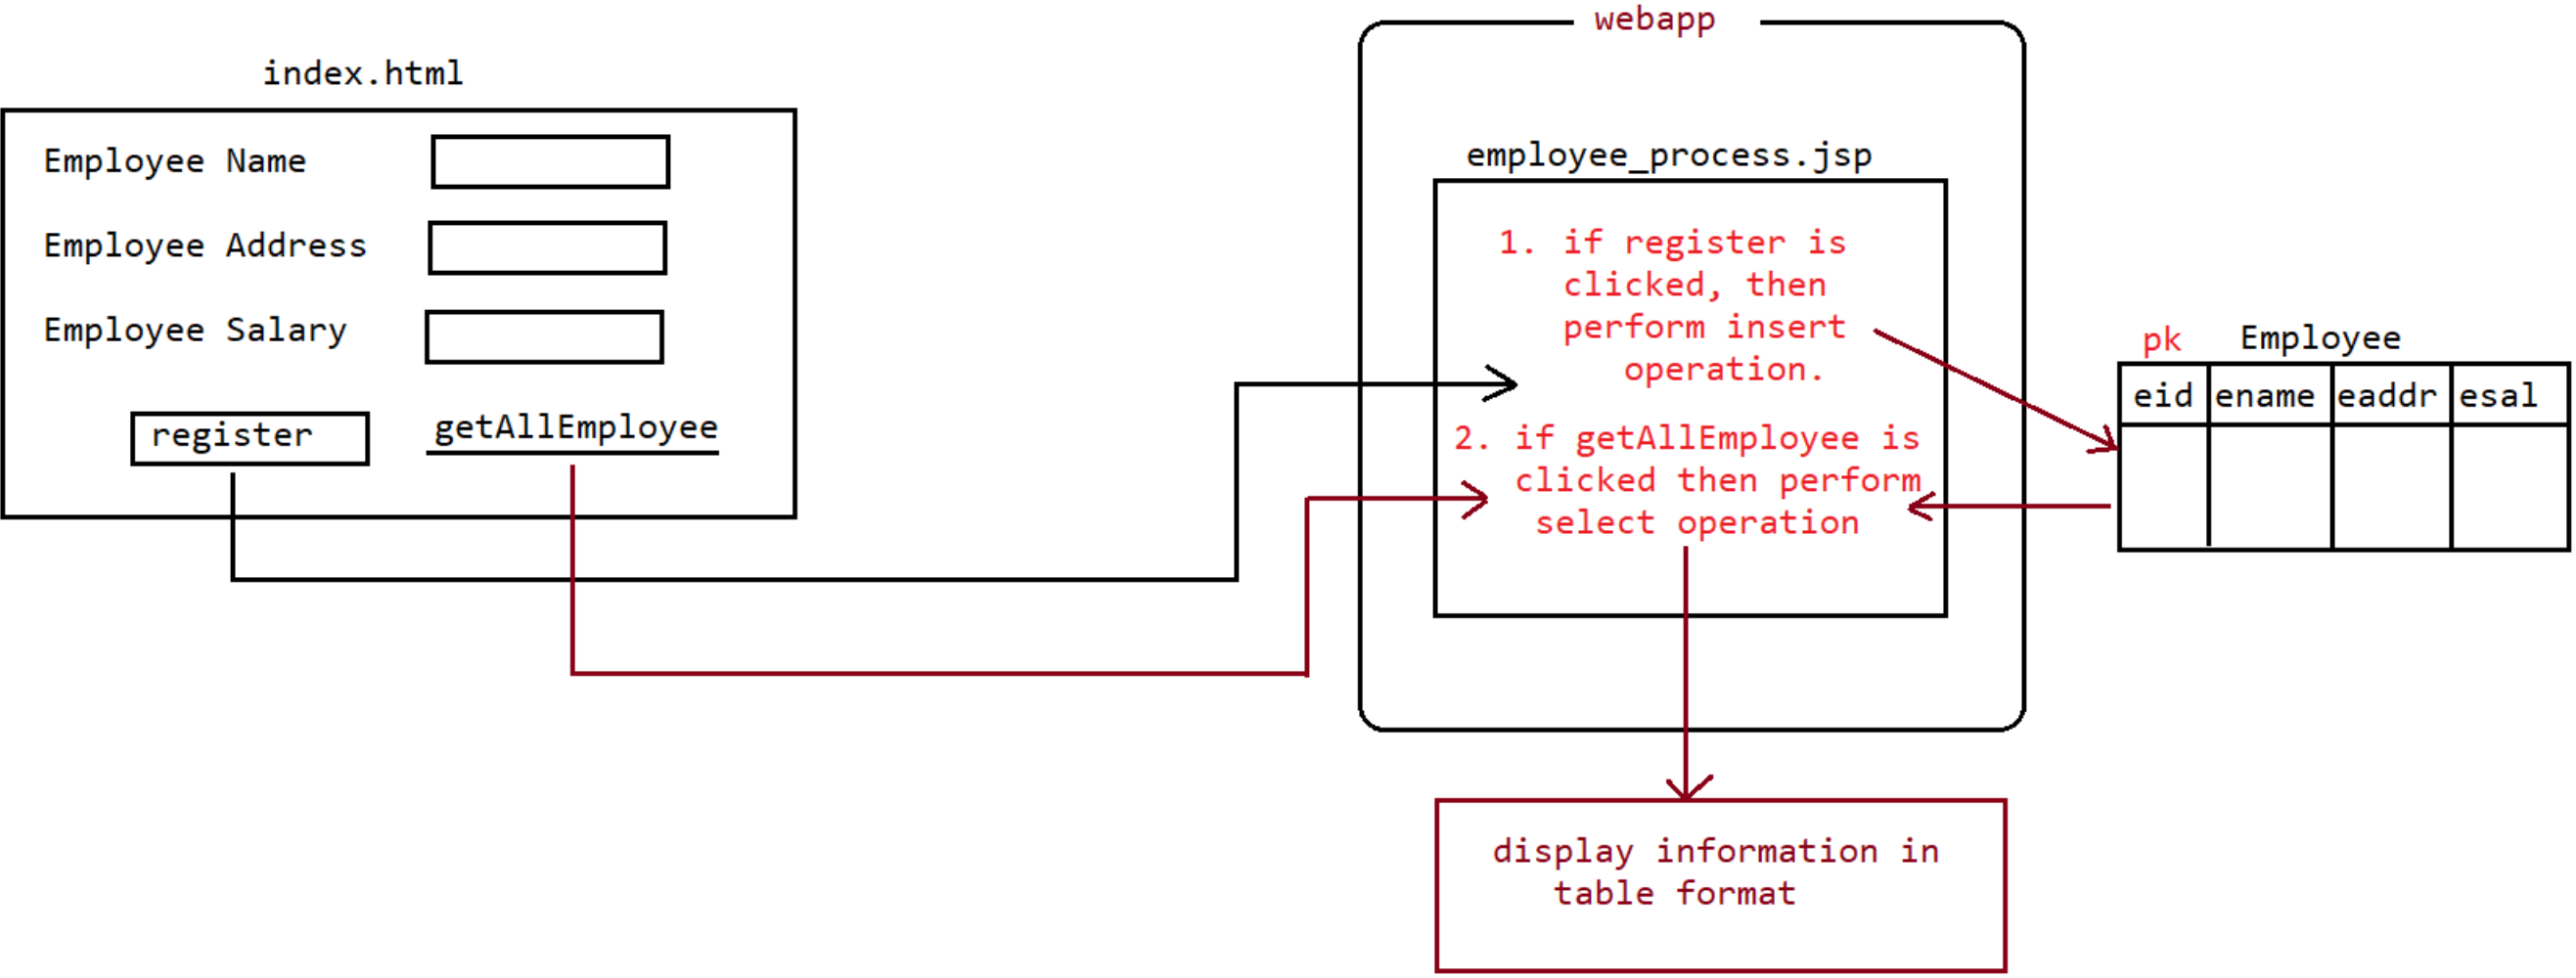 index.html
Employee Name
Employee Address
Employee Salary
register
getAllEmployee
webapp
employee_process.jsp
1. if register is
clicked, then
perform insert
operation.
2. if getAllEmployee is
clicked then perform
select operation
pk
Employee
eid ename eaddr esal
display information in
table format